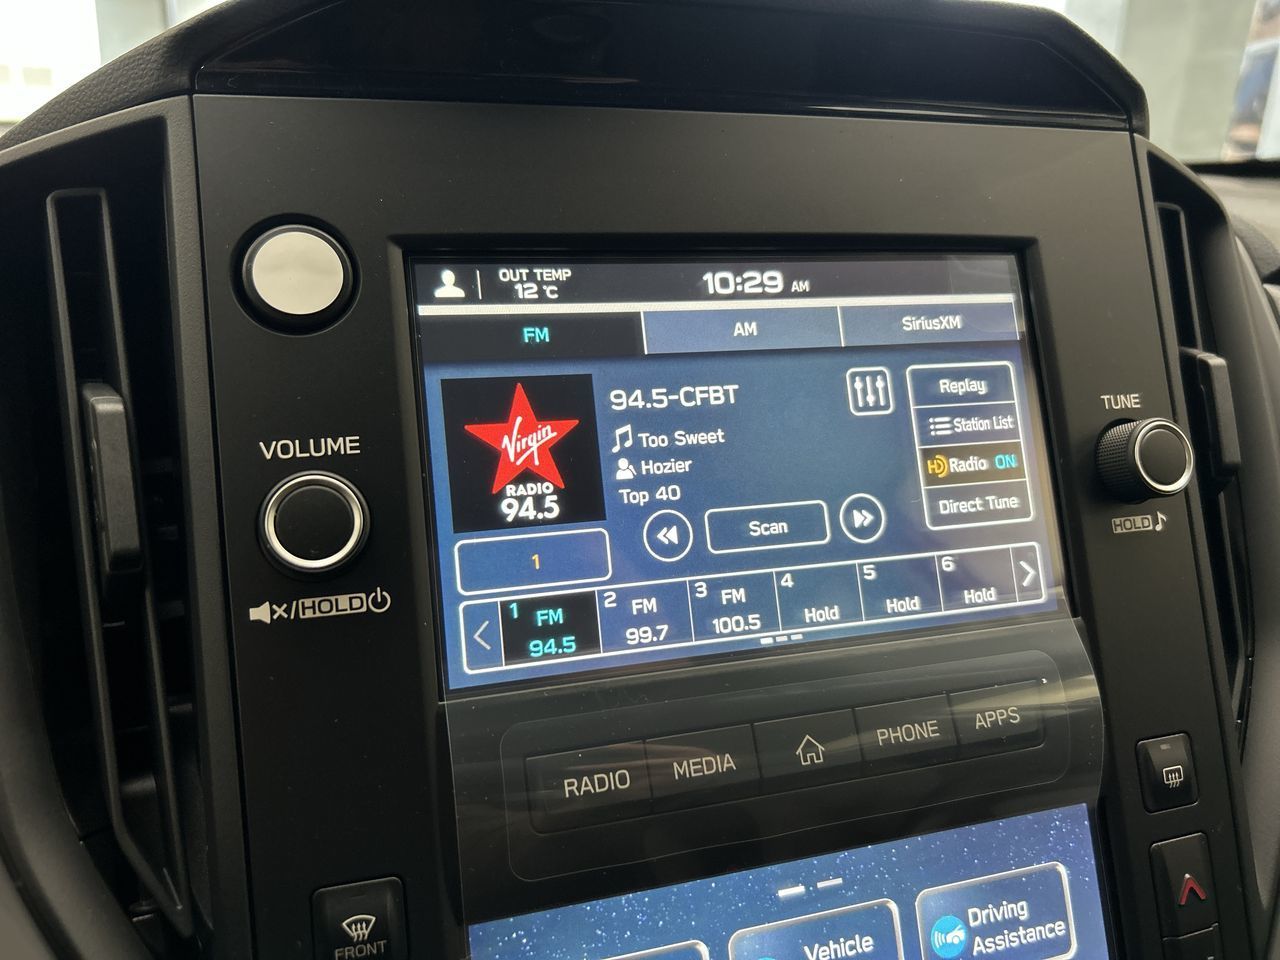 OUT TEMP
12 °C
10:29 AM
FM
AM
SiriusXM
Virgin
RADIO
94.5
94.5-CFBT
Too Sweet
Hozier
Top 40
Replay
Station List
HD Radio ON
Direct Tune
Scan
1
1 FM 94.5
2 FM 99.7
3 FM 100.5
4 Hold
5 Hold
6 Hold
VOLUME
/HOLD
TUNE
HOLD
RADIO
MEDIA
PHONE
APPS
FRONT
Vehicle
Driving
Assistance